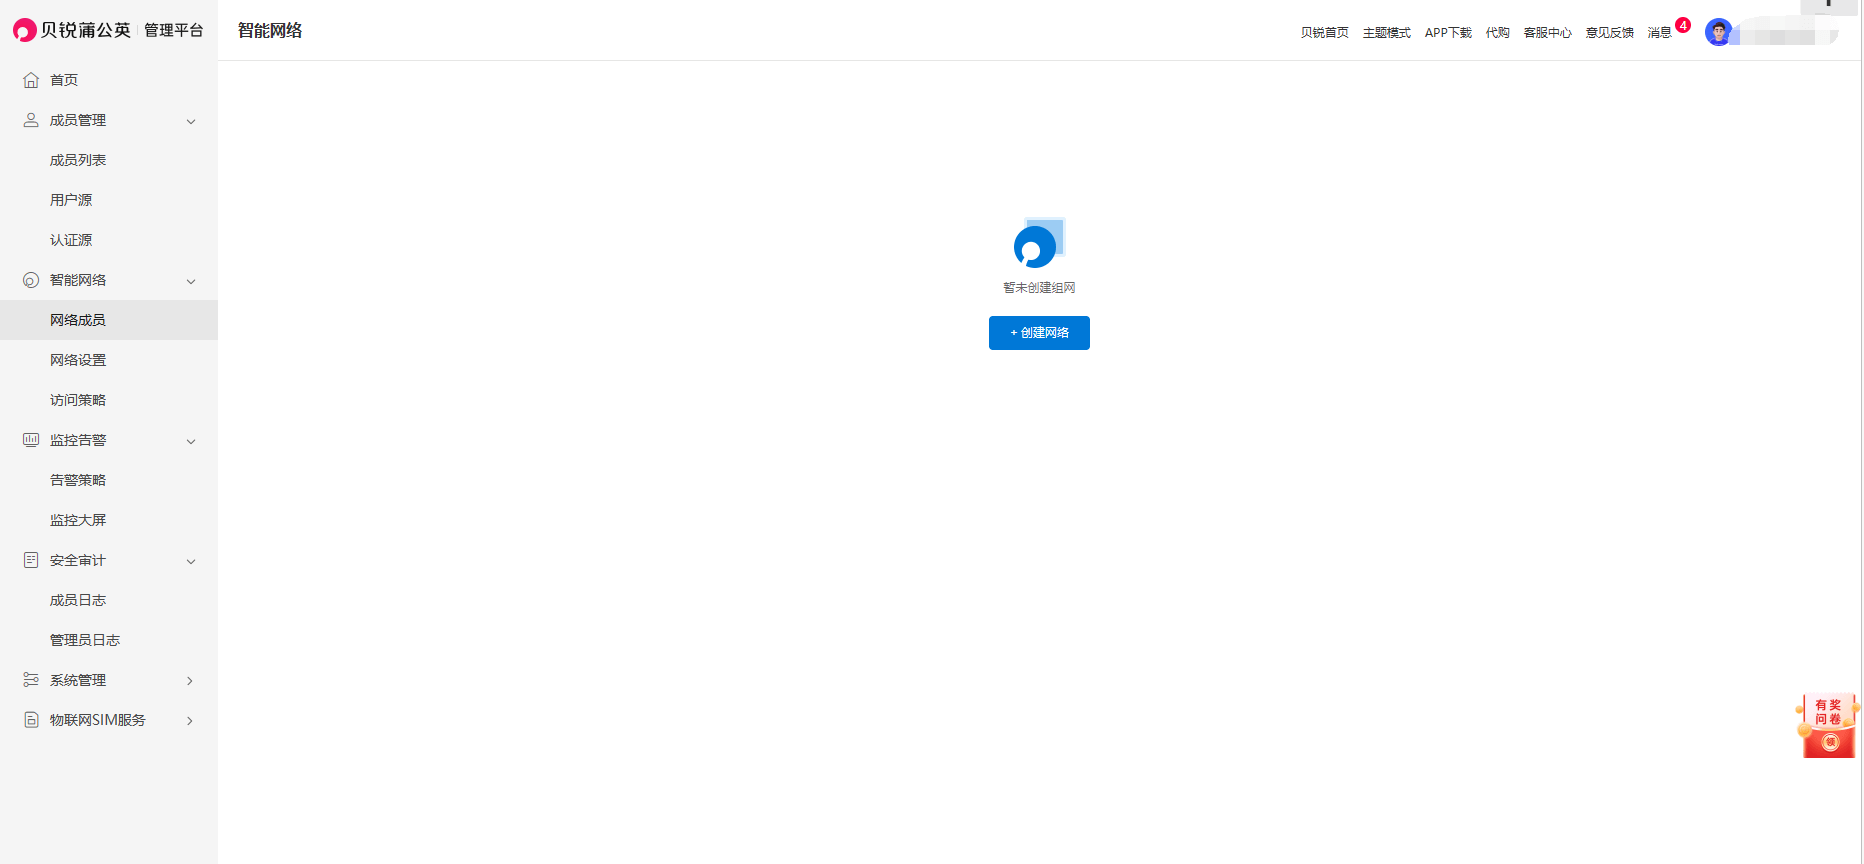 贝锐蒲公英 管理平台
智能网络
贝锐首页 主题模式 APP下载 代购 客服中心 意见反馈 消息 4
首页
成员管理
成员列表
用户源
认证源
智能网络
网络成员
网络设置
访问策略
监控告警
告警策略
监控大屏
安全审计
成员日志
管理员日志
系统管理
物联网SIM服务
暂未创建组网
+ 创建网络
有奖
问卷
领